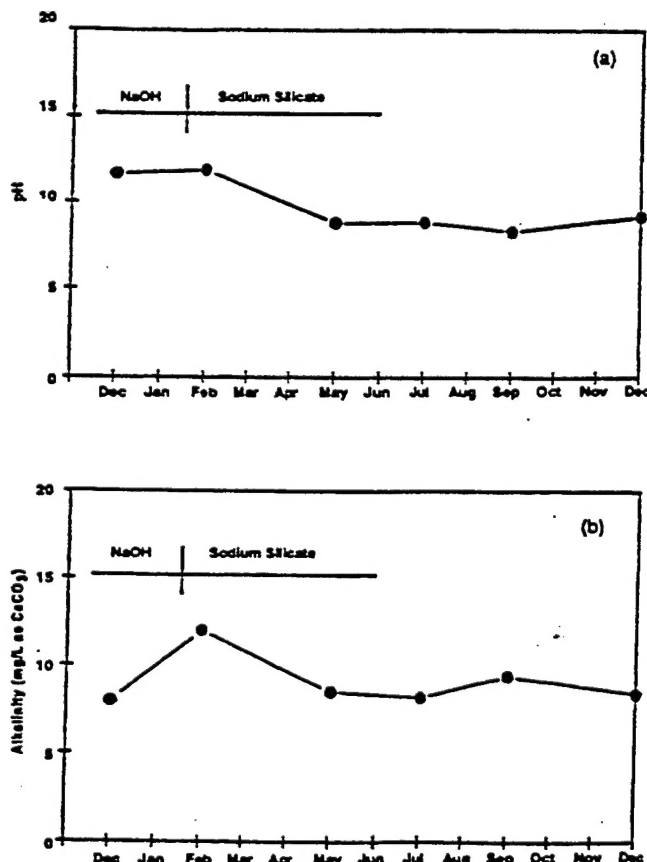 20
(a)
NaOH Sodium Silicate
15
10
pH
5
0
Dec Jan Feb Mar Apr May Jun Jul Aug Sep Oct Nov Dec
20
(b)
NaOH Sodium Silicate
15
10
Alkalinity (mg/L as CaCO3)
5
0
Dec Jan Feb Mar Apr May Jun Jul Aug Sep Oct Nov Dec